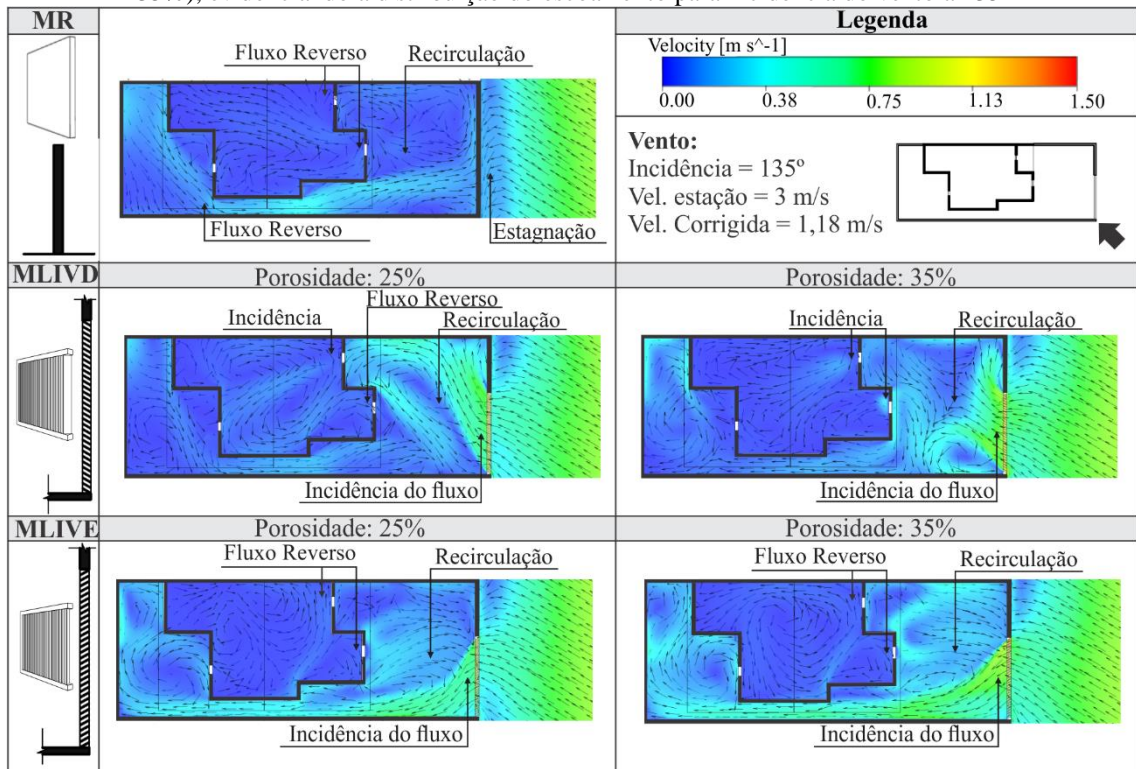 MR
Fluxo Reverso
Recirculação
Fluxo Reverso
Estagnação
Legenda
Velocity [m s^-1]
0.00 0.38 0.75 1.13 1.50
Vento:
Incidência = 135º
Vel. estação = 3 m/s
Vel. Corrigida = 1,18 m/s
MLIVD
Porosidade: 25%
Fluxo Reverso
Incidência
Recirculação
Incidência do fluxo
Porosidade: 35%
Incidência
Recirculação
Incidência do fluxo
MLIVE
Porosidade: 25%
Fluxo Reverso
Recirculação
Incidência do fluxo
Porosidade: 35%
Fluxo Reverso
Recirculação
Incidência do fluxo